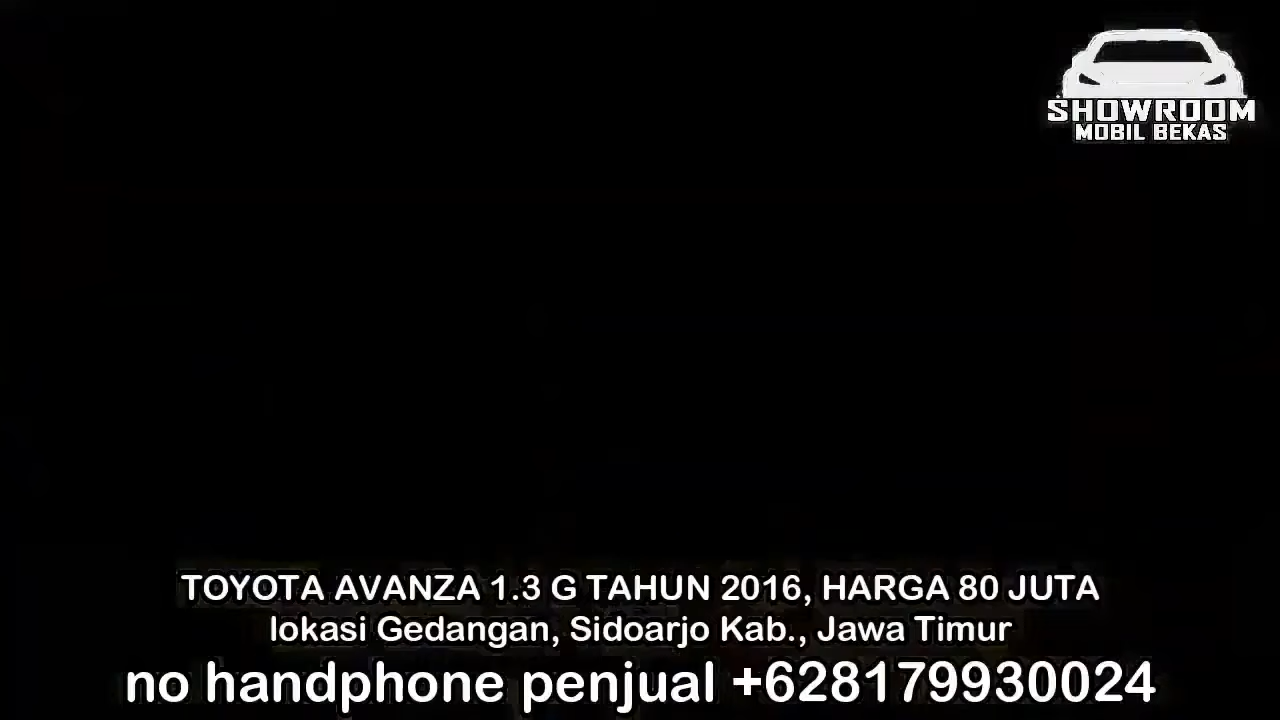 SHOWROOM
MOBIL BEKAS
TOYOTA AVANZA 1.3 G TAHUN 2016, HARGA 80 JUTA
lokasi Gedangan, Sidoarjo Kab., Jawa Timur
no handphone penjual +628179930024